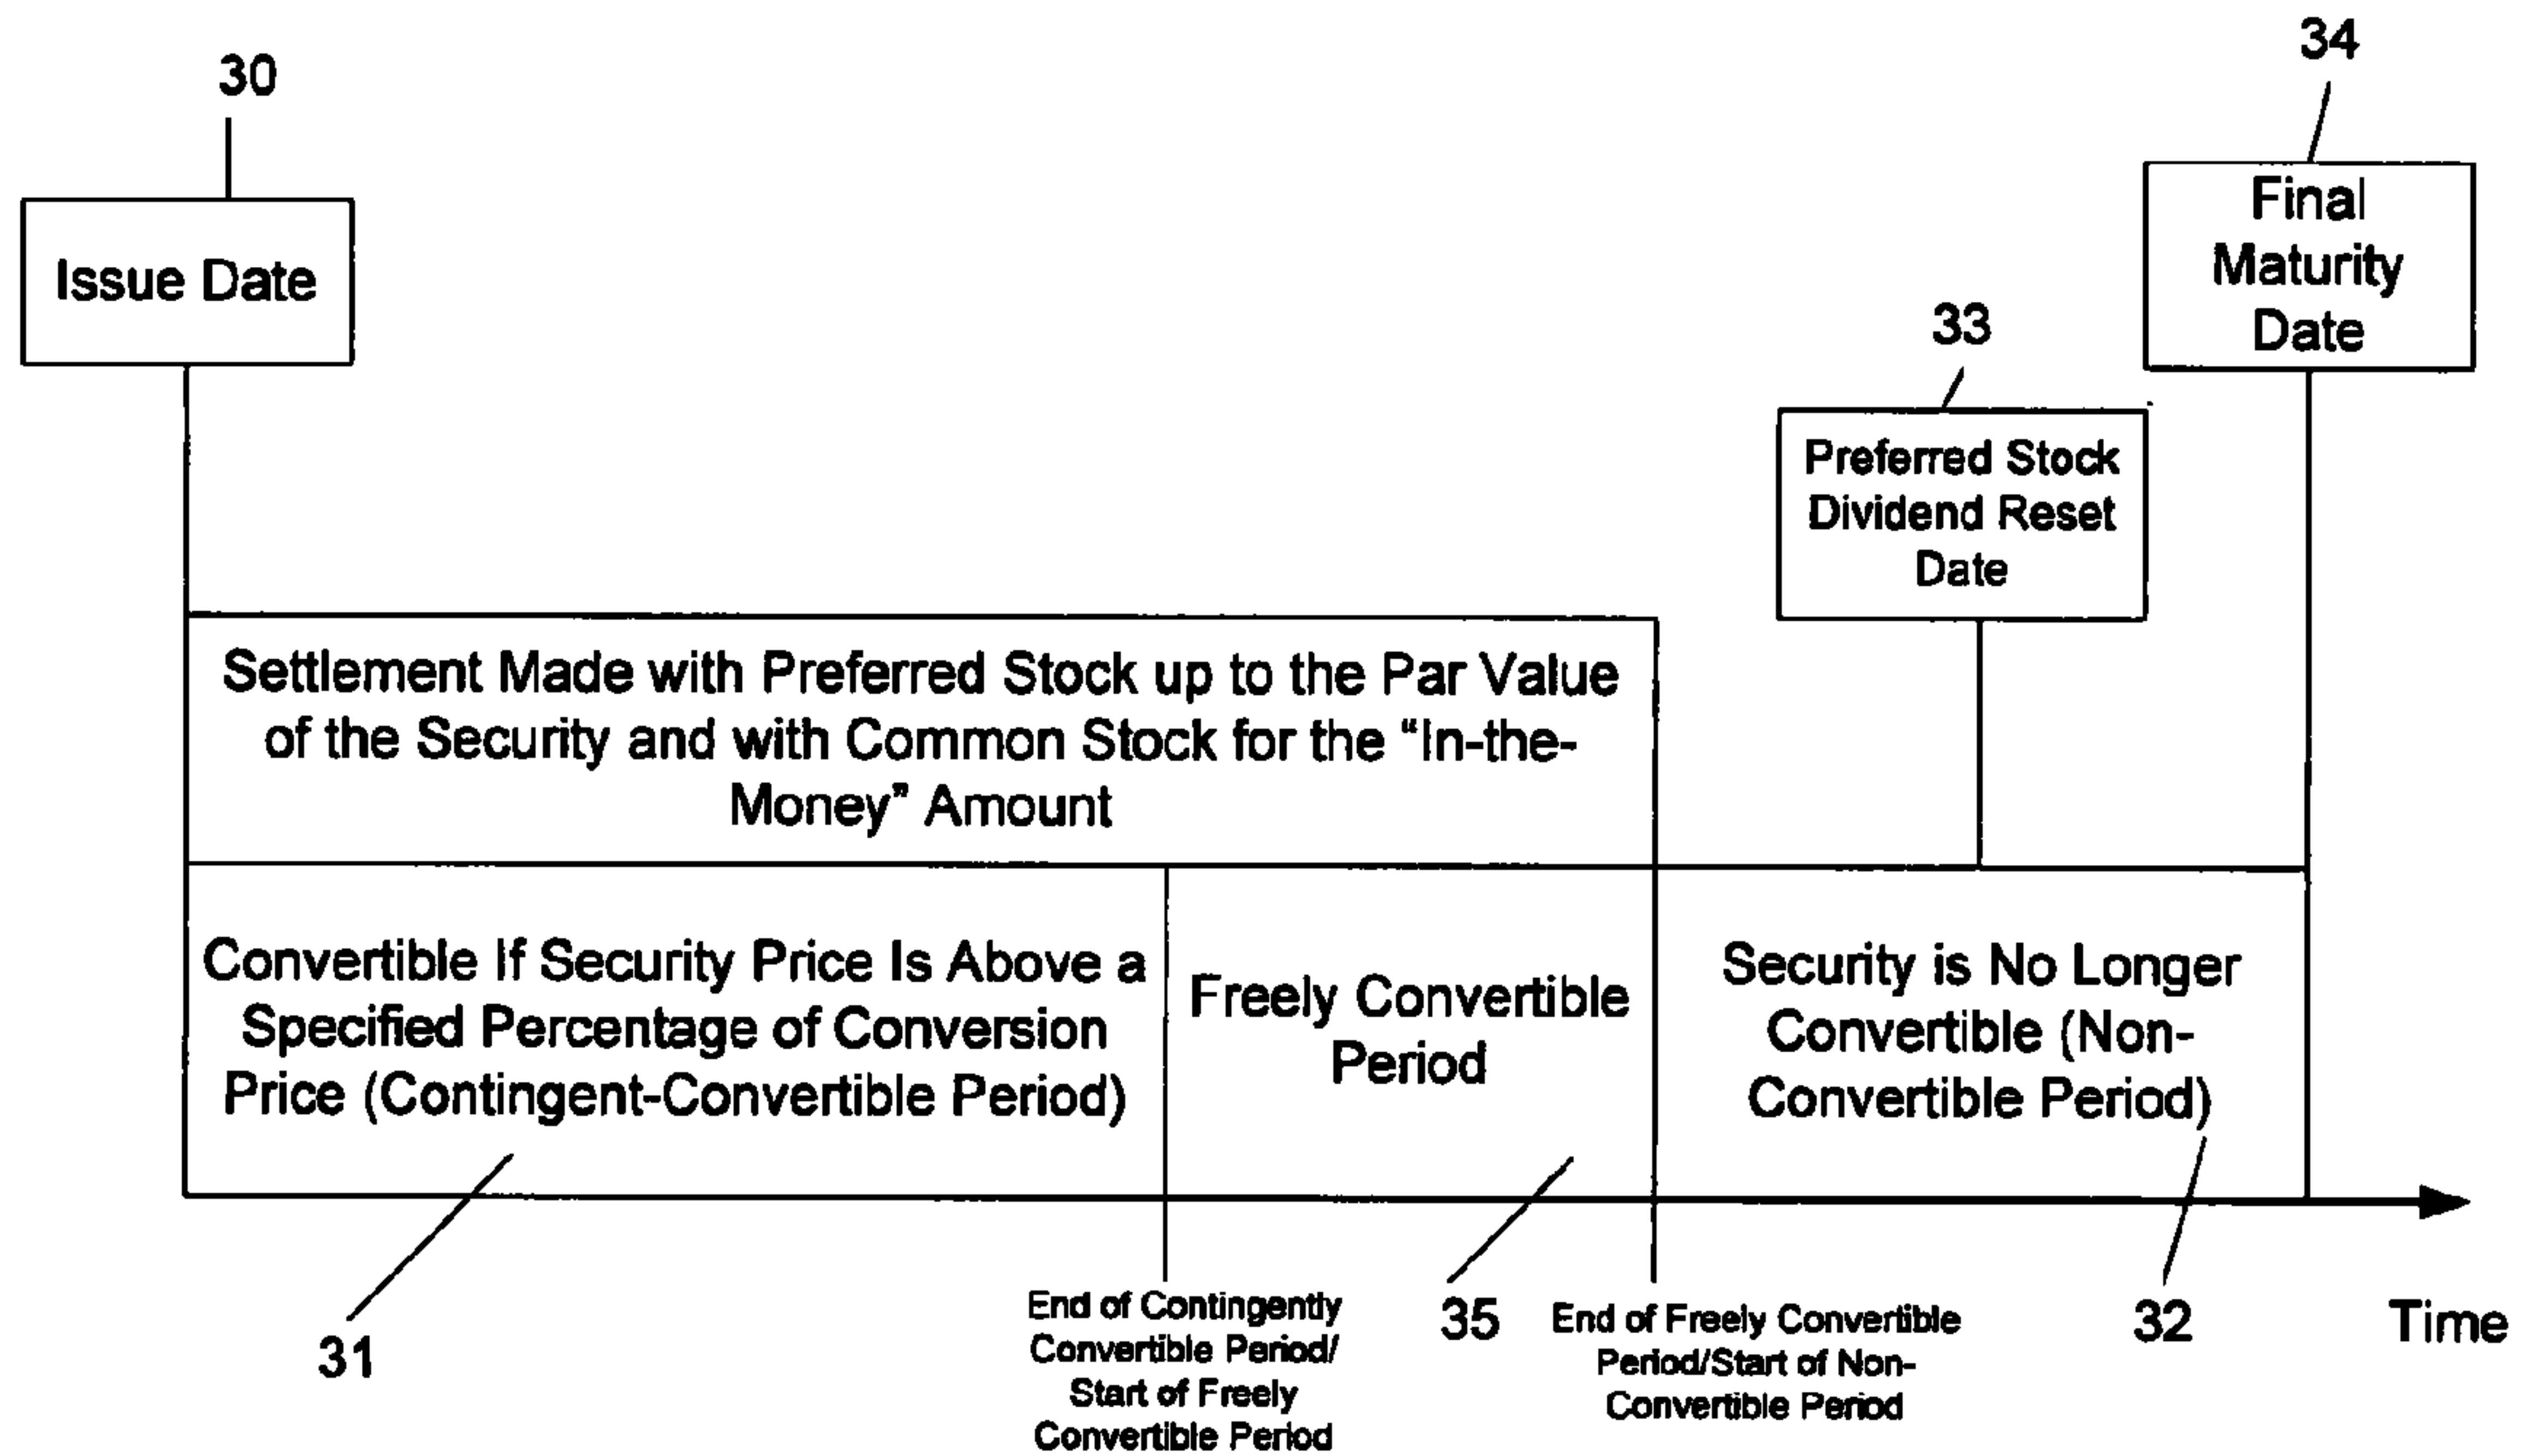 30
34
Issue Date
Final
Maturity
Date
33
Preferred Stock
Dividend Reset
Date
Settlement Made with Preferred Stock up to the Par Value
of the Security and with Common Stock for the “In-the-
Money” Amount
Convertible If Security Price Is Above a
Specified Percentage of Conversion
Price (Contingent-Convertible Period)
Freely Convertible
Period
Security is No Longer
Convertible (Non-
Convertible Period)
31
End of Contingently
Convertible Period/
Start of Freely
Convertible Period
35
End of Freely Convertible
Period/Start of Non-
Convertible Period
32
Time